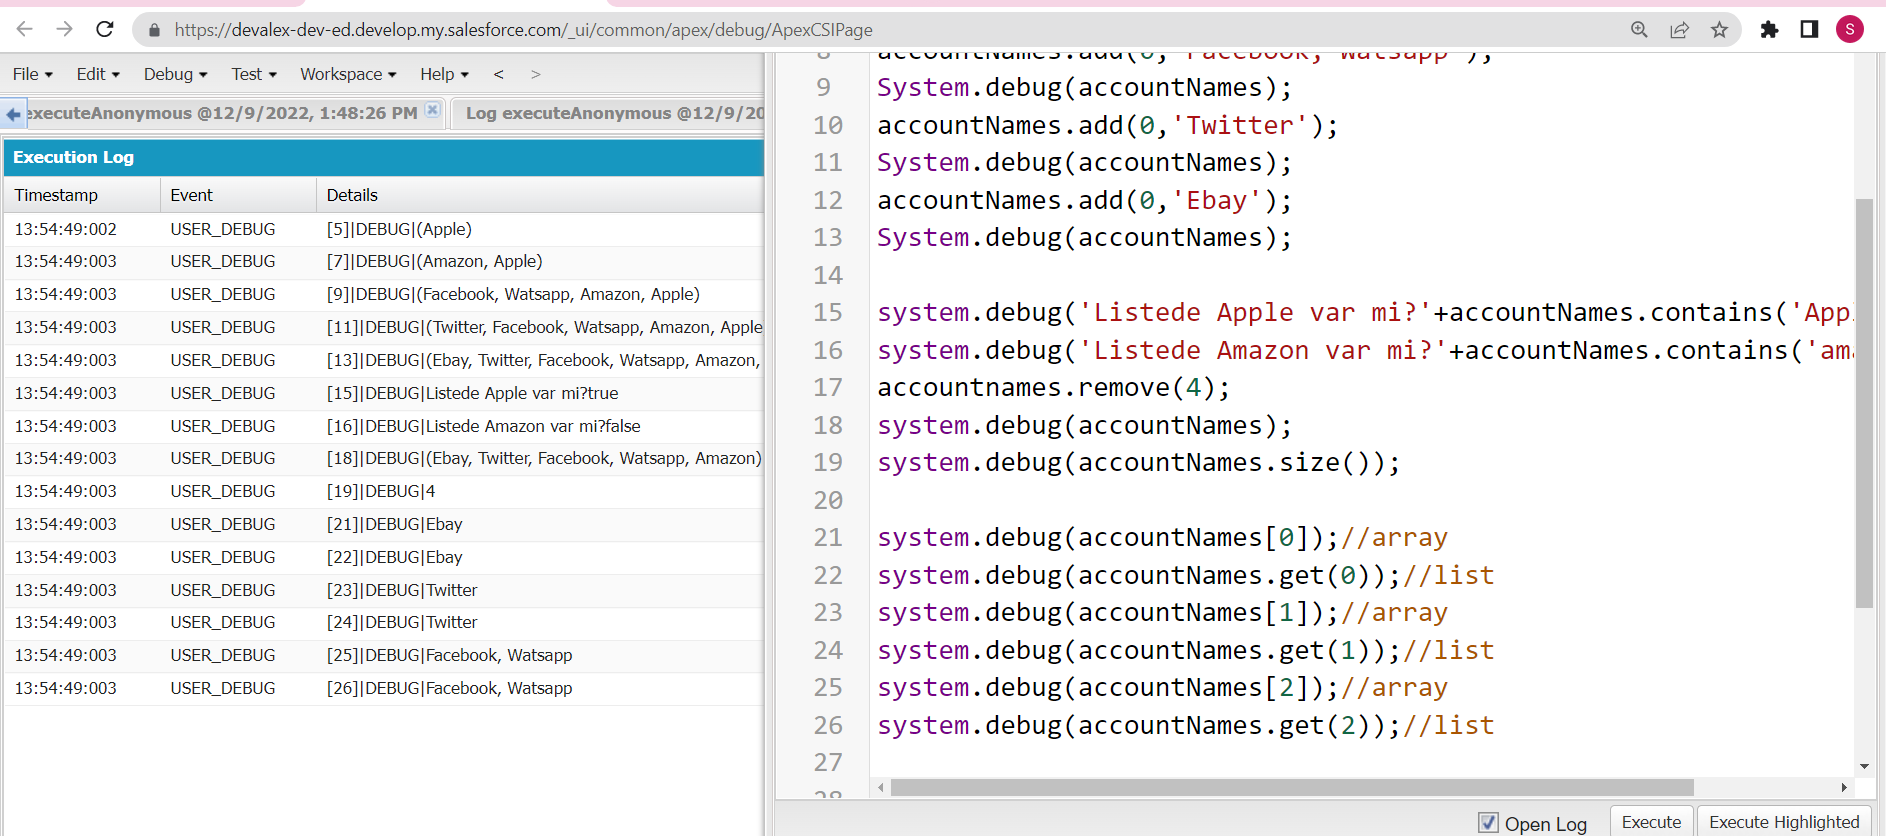 https://devalex-dev-ed.develop.my.salesforce.com/_ui/common/apex/debug/ApexCSIPage
S
File Edit Debug Test Workspace Help < >
executeAnonymous @12/9/2022, 1:48:26 PM
Log executeAnonymous @12/9/20
Execution Log
Timestamp Event Details
13:54:49:002 USER_DEBUG [5]|DEBUG|(Apple)
13:54:49:003 USER_DEBUG [7]|DEBUG|(Amazon, Apple)
13:54:49:003 USER_DEBUG [9]|DEBUG|(Facebook, Watsapp, Amazon, Apple)
13:54:49:003 USER_DEBUG [11]|DEBUG|(Twitter, Facebook, Watsapp, Amazon, Apple
13:54:49:003 USER_DEBUG [13]|DEBUG|(Ebay, Twitter, Facebook, Watsapp, Amazon,
13:54:49:003 USER_DEBUG [15]|DEBUG|Listede Apple var mi?true
13:54:49:003 USER_DEBUG [16]|DEBUG|Listede Amazon var mi?false
13:54:49:003 USER_DEBUG [18]|DEBUG|(Ebay, Twitter, Facebook, Watsapp, Amazon)
13:54:49:003 USER_DEBUG [19]|DEBUG|4
13:54:49:003 USER_DEBUG [21]|DEBUG|Ebay
13:54:49:003 USER_DEBUG [22]|DEBUG|Ebay
13:54:49:003 USER_DEBUG [23]|DEBUG|Twitter
13:54:49:003 USER_DEBUG [24]|DEBUG|Twitter
13:54:49:003 USER_DEBUG [25]|DEBUG|Facebook, Watsapp
13:54:49:003 USER_DEBUG [26]|DEBUG|Facebook, Watsapp
8 accountNames.add(0,'Facebook, Watsapp');
9 System.debug(accountNames);
10 accountNames.add(0,'Twitter');
11 System.debug(accountNames);
12 accountNames.add(0,'Ebay');
13 System.debug(accountNames);
14
15 system.debug('Listede Apple var mi?'+accountNames.contains('App
16 system.debug('Listede Amazon var mi?'+accountNames.contains('ama
17 accountnames.remove(4);
18 system.debug(accountNames);
19 system.debug(accountNames.size());
20
21 system.debug(accountNames[0]);//array
22 system.debug(accountNames.get(0));//list
23 system.debug(accountNames[1]);//array
24 system.debug(accountNames.get(1));//list
25 system.debug(accountNames[2]);//array
26 system.debug(accountNames.get(2));//list
27
28
Open Log Execute Execute Highlighted